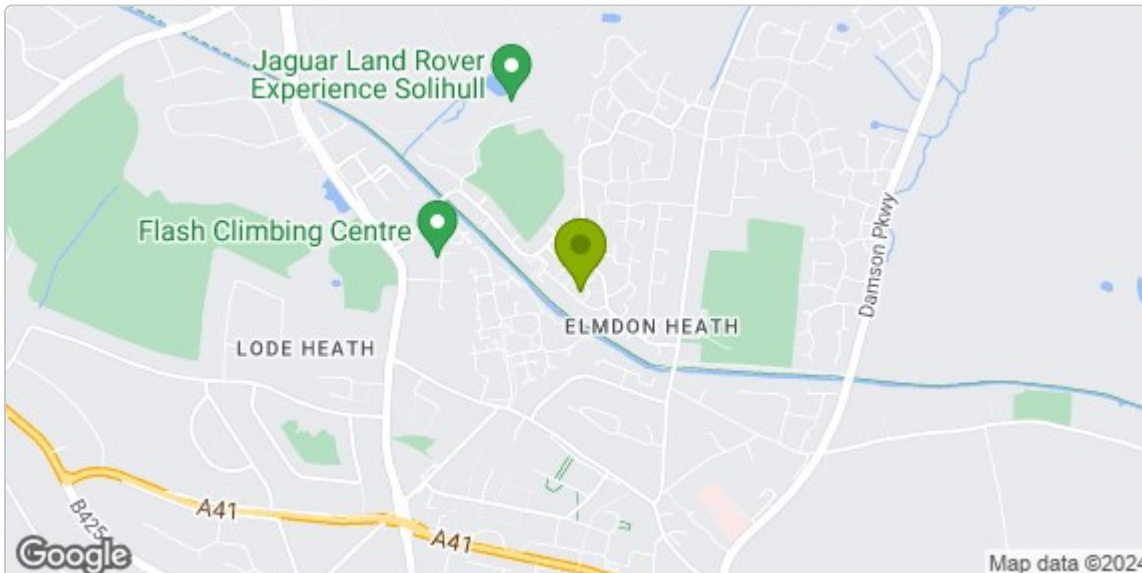 Jaguar Land Rover
Experience Solihull
Flash Climbing Centre
Damson Pkwy
ELMDON HEATH
LODE HEATH
A41
B425
A41
Google
Map data ©2024